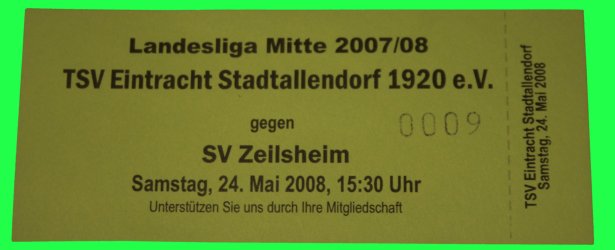 Landesliga Mitte 2007/08
TSV Eintracht Stadtallendorf 1920 e.V.
gegen
0009
SV Zeilsheim
Samstag, 24. Mai 2008, 15:30 Uhr
Unterstützen Sie uns durch Ihre Mitgliedschaft
TSV Eintracht Stadtallendorf
Samstag, 24. Mai 2008